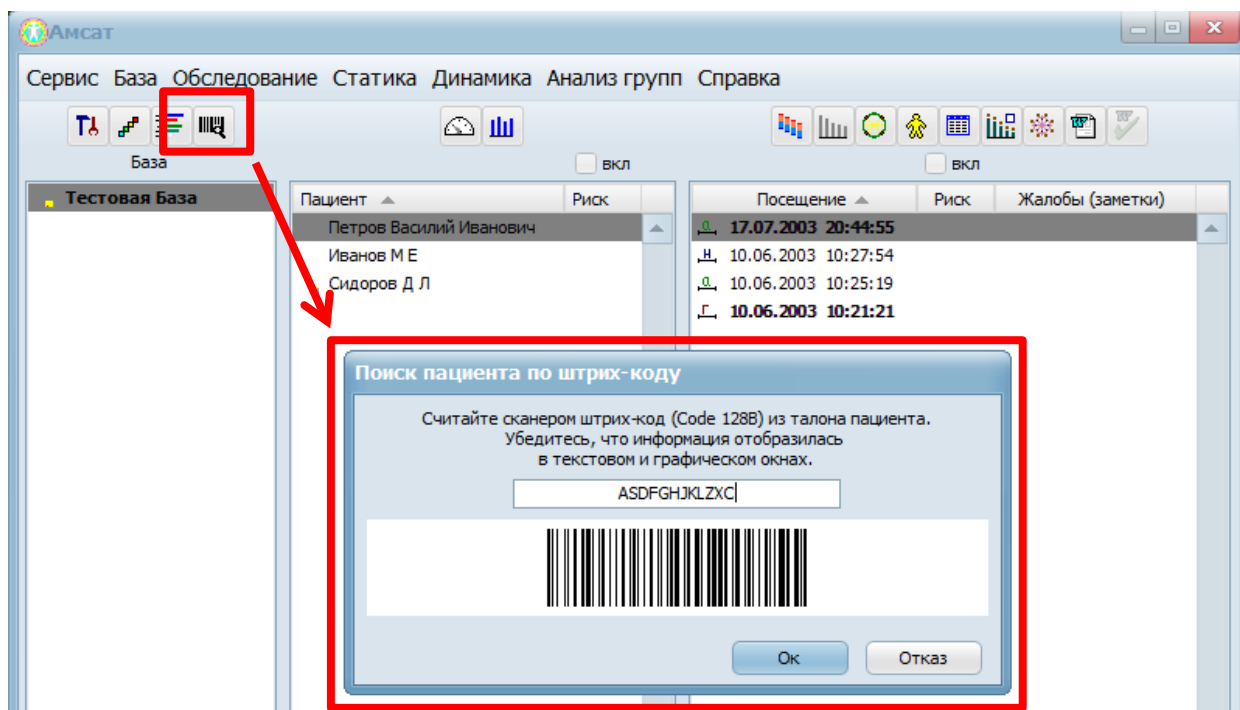 Амсат
Сервис База Обследование Статика Динамика Анализ групп Справка
База
вкл
вкл
Тестовая База
Пациент Риск
Посещение Риск Жалобы (заметки)
Петров Василий Иванович
Иванов М Е
Сидоров Д Л
17.07.2003 20:44:55
10.06.2003 10:27:54
10.06.2003 10:25:19
10.06.2003 10:21:21
Поиск пациента по штрих-коду
Считайте сканером штрих-код (Code 128B) из талона пациента.
Убедитесь, что информация отобразилась
в текстовом и графическом окнах.
ASDFGHJKLZXC
Ок Отказ